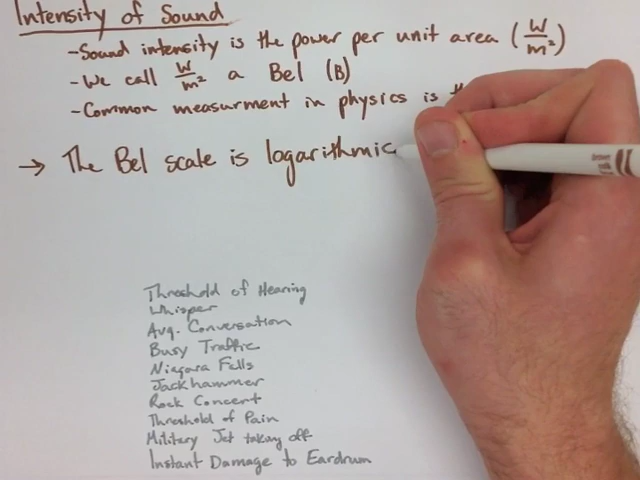 Intensity of Sound
- Sound intensity is the power per unit area (W/m²)
- We call W/m² a Bel (B)
- Common measurment in physics is
→ The Bel scale is logarithmic
Threshold of Hearing
Whisper
Avg. Conversation
Busy Traffic
Niagara Falls
Jackhammer
Rock Concert
Threshold of Pain
Military Jet taking off
Instant Damage to Eardrum